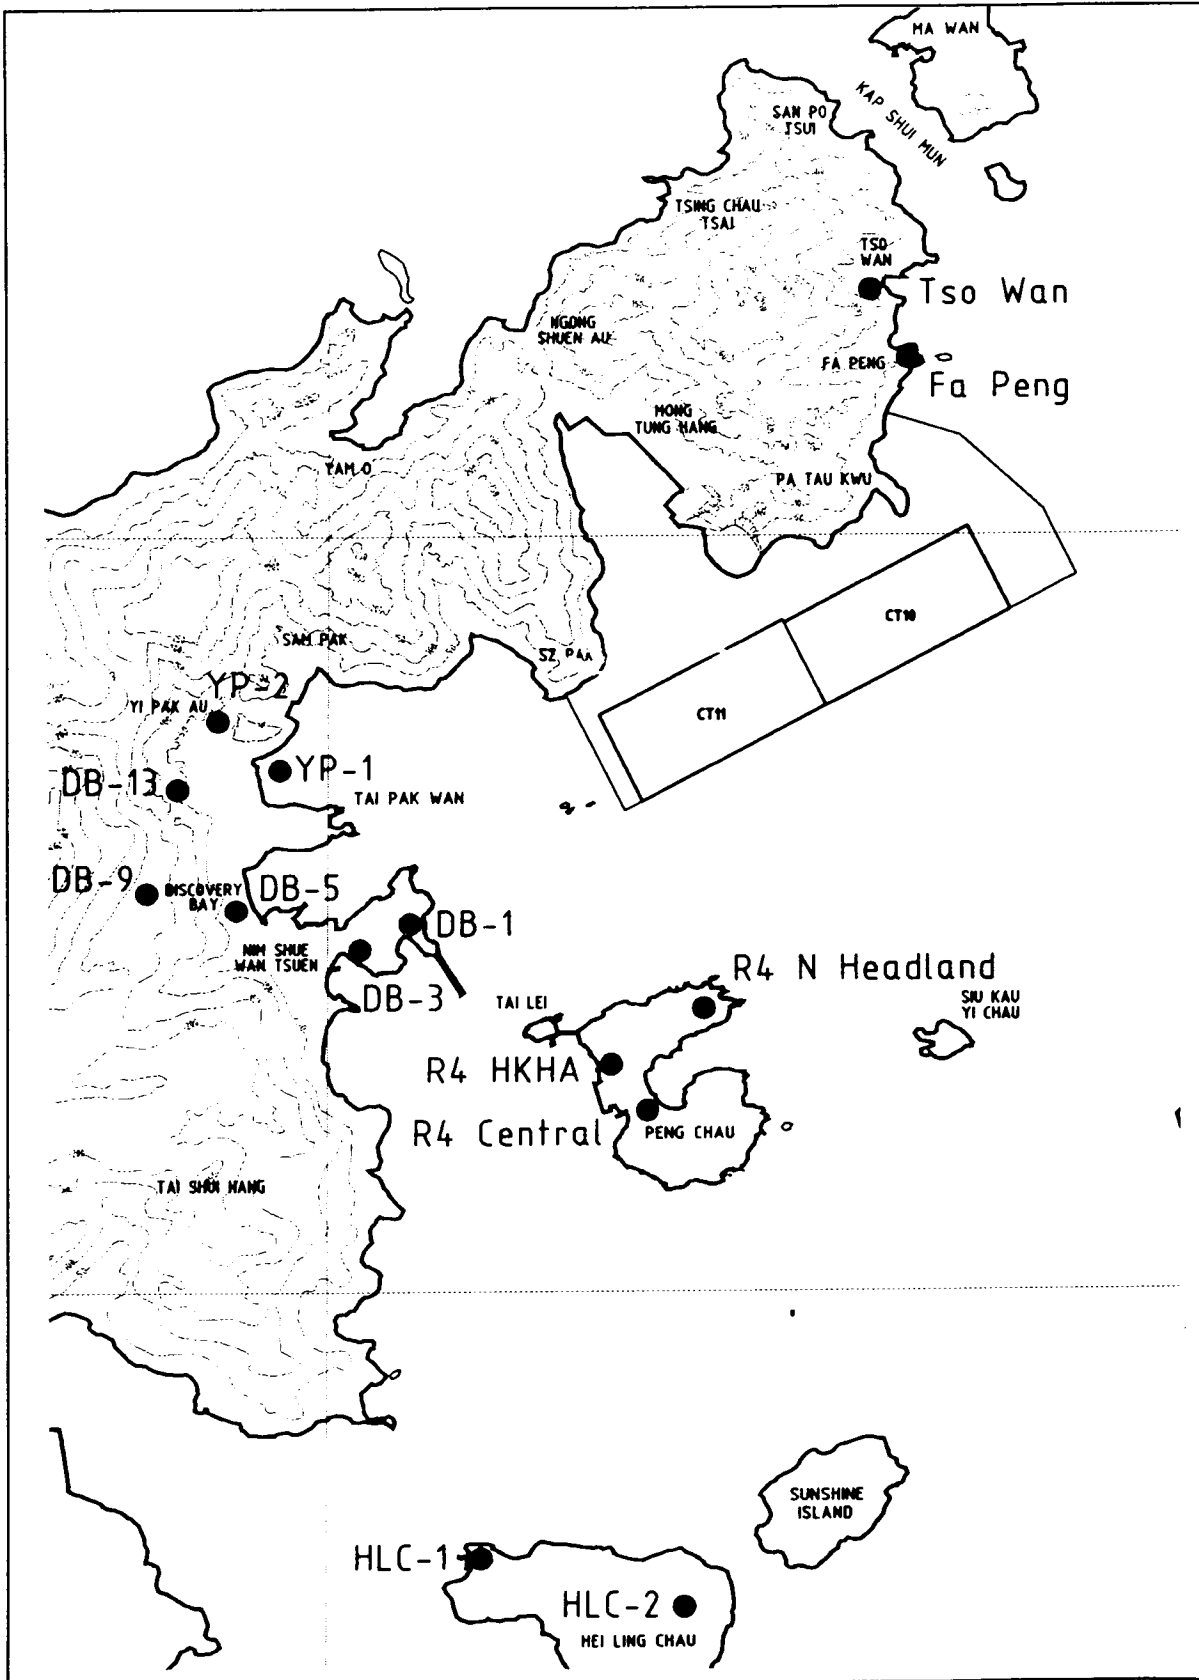 MA WAN
KAP SHUI MUN
SAN PO
TSUI
TSING CHAU
TSAI
TSO
WAN
Tso Wan
NGONG
SHUEN AU
FA PENG
Fa Peng
MONG
TUNG HANG
YAM O
PA TAU KWU
CT10
SAM PAK
SZ PAK
YP-2
YI PAK AU
CT11
YP-1
DB-13
TAI PAK WAN
DB-9
DISCOVERY
BAY
DB-5
DB-1
NIM SHUE
WAN TSUEN
DB-3
R4 N Headland
TAI LEI
SIU KAU
YI CHAU
R4 HKHA
R4 Central
PENG CHAU
TAI SHUI HANG
SUNSHINE
ISLAND
HLC-1
HLC-2
HEI LING CHAU